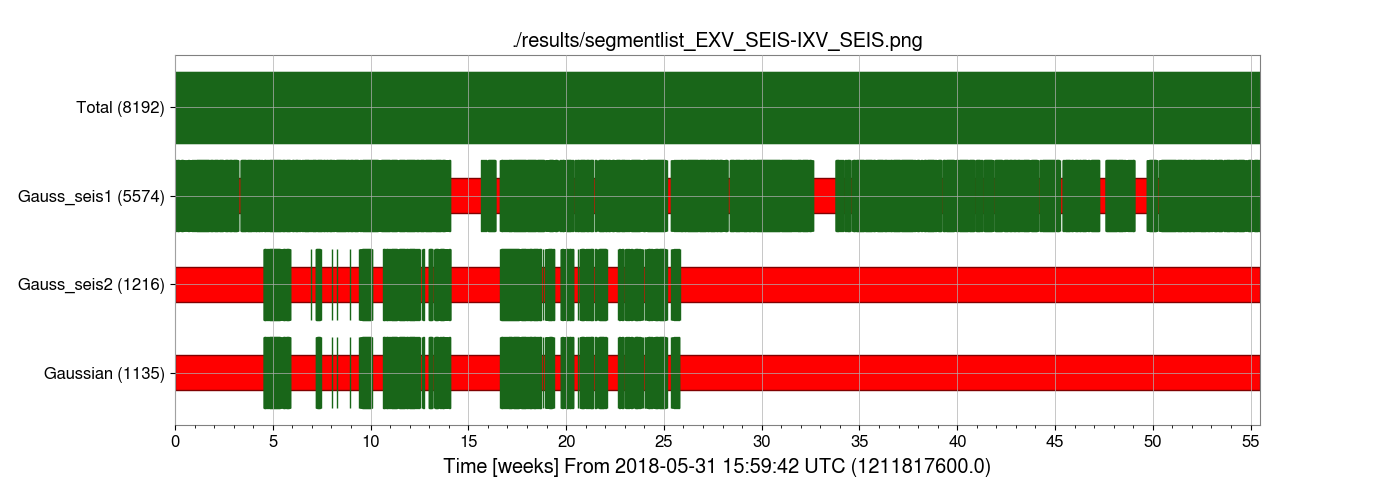 ./results/segmentlist_EXV_SEIS-IXV_SEIS.png
Total (8192)
Gauss_seis1 (5574)
Gauss_seis2 (1216)
Gaussian (1135)
0 5 10 15 20 25 30 35 40 45 50 55
Time [weeks] From 2018-05-31 15:59:42 UTC (1211817600.0)